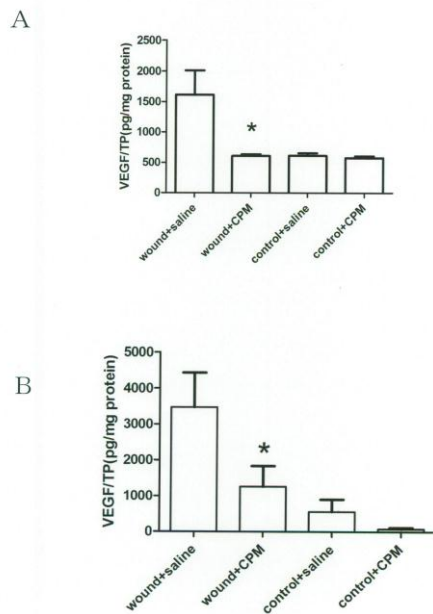 A
VEGF/TP(pg/mg protein)
2500
2000
1500
1000
500
0
*
wound+saline
wound+CPM
control+saline
control+CPM
B
VEGF/TP(pg/mg protein)
5000
4000
3000
2000
1000
0
*
wound+saline
wound+CPM
control+saline
control+CPM